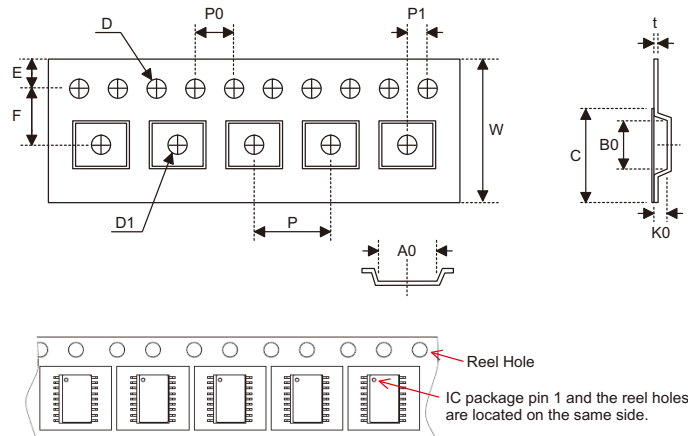 D
P0
P1
t
E
F
W
C
B0
D1
P
K0
A0
Reel Hole
IC package pin 1 and the reel holes
are located on the same side.